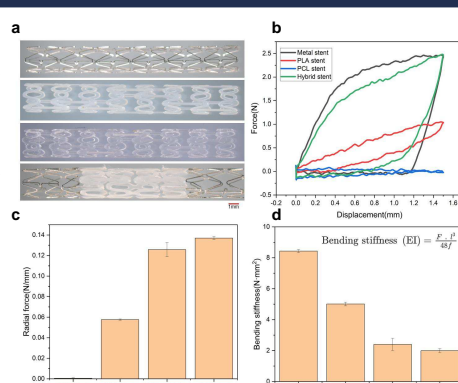 a
b
1mm
Metal stent
PLA stent
PCL stent
Hybrid stent
Force(N)
2.5
2.0
1.5
1.0
0.5
0.0
-0.5
-0.2 0.0 0.2 0.4 0.6 0.8 1.0 1.2 1.4 1.6
Displacement(mm)
c
Radial force(N/mm)
0.14
0.12
0.10
0.08
0.06
0.04
0.02
0.00
d
Bending stiffness (EI) = F · l³ / 48f
Bending stiffness(N·mm²)
10
8
6
4
2
0